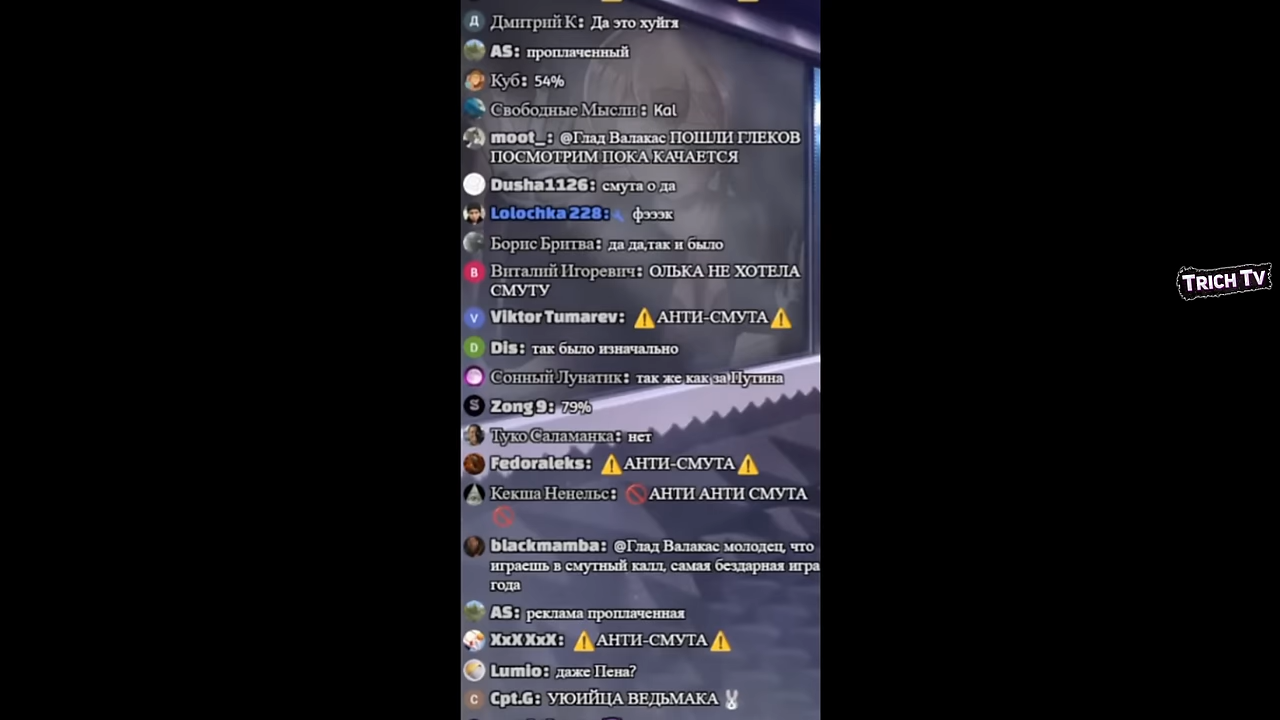 Дмитрий К: Да это хуйгя
AS: проплаченный
Куб: 54%
Свободные Мысли : Kal
moot_: @Глад Валакас ПОШЛИ ГЛЕКОВ
ПОСМОТРИМ ПОКА КАЧАЕТСЯ
Dusha1126: смута о да
Lolochka 228: фэээк
Борис Бритва: да да,так и было
Виталий Игоревич: ОЛЬКА НЕ ХОТЕЛА
СМУТУ
Viktor Tumarev: ⚠️АНТИ-СМУТА⚠️
Dis: так было изначально
Сонный Лунатик: так же как за Путина
Zong 9: 79%
Туко Саламанка: нет
Fedoraleks: ⚠️АНТИ-СМУТА⚠️
Кекша Ненельс: 🚫АНТИ АНТИ СМУТА
🚫
blackmamba: @Глад Валакас молодец, что
играешь в смутный калл, самая бездарная игра
года
AS: реклама проплаченная
XxX XxX: ⚠️АНТИ-СМУТА⚠️
Lumio: даже Пена?
Cpt.G: УЮИЙЦА ВЕДЬМАКА 🐰
TRICH TV